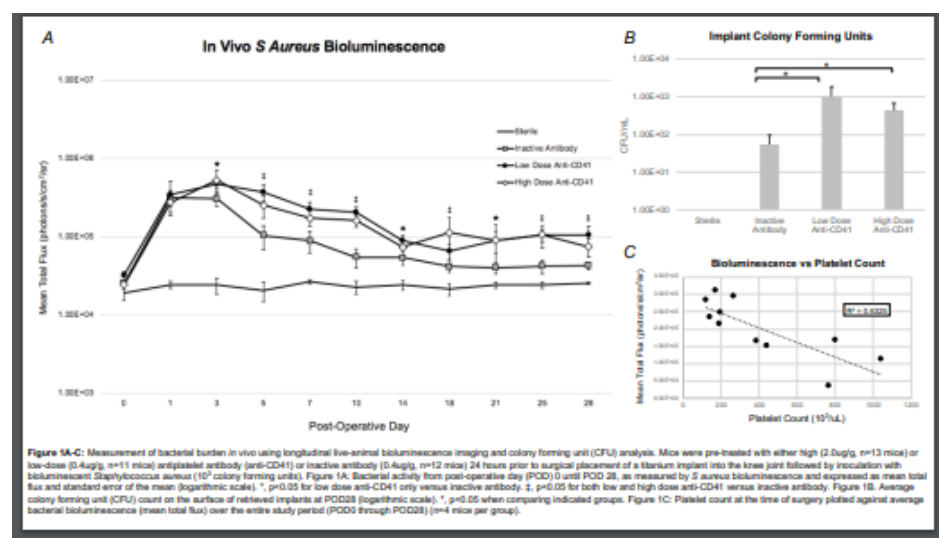 A
In Vivo S Aureus Bioluminescence
1.00E+07
1.00E+06
1.00E+05
1.00E+04
1.00E+03
Mean Total Flux (photons/s/cm²/sr)
Sterile
Inactive Antibody
Low Dose Anti-CD41
High Dose Anti-CD41
* ‡ ‡ ‡ * ‡ * ‡ ‡
0 1 3 5 7 10 14 18 21 25 28
Post-Operative Day
B
Implant Colony Forming Units
1.00E+04
1.00E+03
1.00E+02
1.00E+01
1.00E+00
CFU/mL
* *
Sterile Inactive Antibody Low Dose Anti-CD41 High Dose Anti-CD41
C
Bioluminescence vs Platelet Count
Mean Total Flux (photons/s/cm²/sr)
0 200 400 600 800 1000 1200
Platelet Count (10³/uL)
Figure 1A-C: Measurement of bacterial burden in vivo using longitudinal live-animal bioluminescence imaging and colony forming unit (CFU) analysis. Mice were pre-treated with either high (2.0ug/g, n=13 mice) or
low-dose (0.4ug/g, n=11 mice) antiplatelet antibody (anti-CD41) or inactive antibody (0.4ug/g, n=12 mice) 24 hours prior to surgical placement of a titanium implant into the knee joint followed by inoculation with
bioluminescent Staphylococcus aureus (10³ colony forming units). Figure 1A: Bacterial activity from post-operative day (POD) 0 until POD 28, as measured by S aureus bioluminescence and expressed as mean total
flux and standard error of the mean (logarithmic scale). *, p<0.05 for low dose anti-CD41 only versus inactive antibody. ‡, p<0.05 for both low and high dose anti-CD41 versus inactive antibody. Figure 1B. Average
colony forming unit (CFU) count on the surface of retrieved implants at POD28 (logarithmic scale). *, p<0.05 when comparing indicated groups. Figure 1C: Platelet count at the time of surgery plotted against average
bacterial bioluminescence (mean total flux) over the entire study period (POD0 through POD28) (n=4 mice per group).